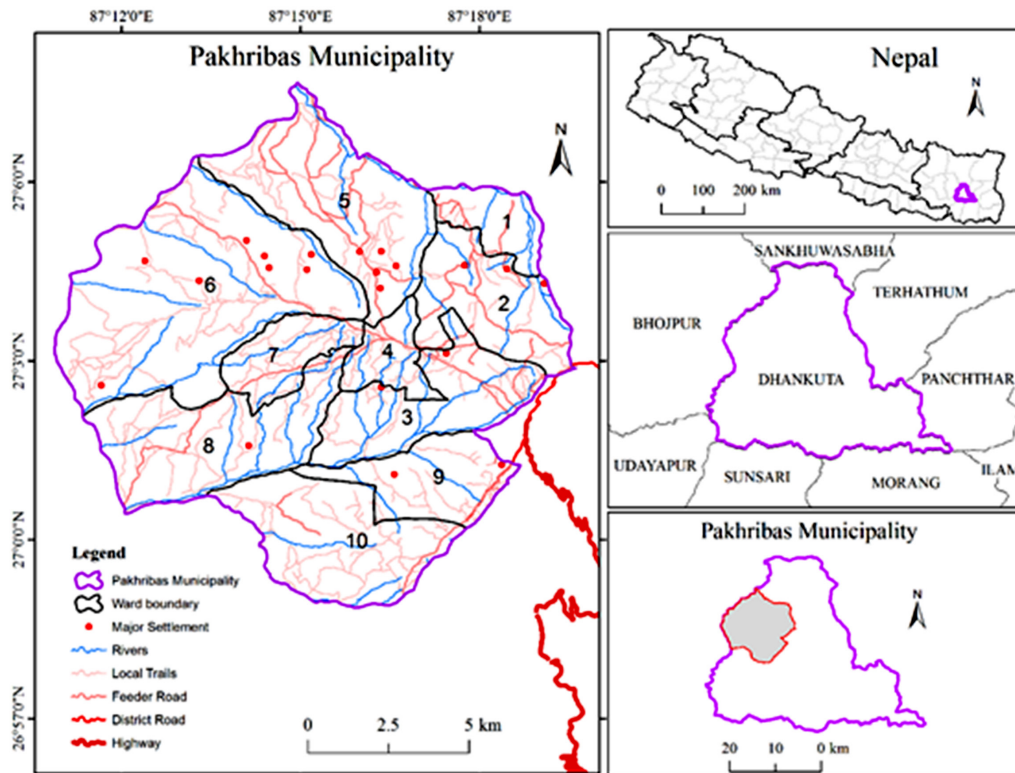 87°12'0"E 87°15'0"E 87°18'0"E
Pakhribas Municipality
N
27°6'0"N
27°3'0"N
27°0'0"N
26°57'0"N
5
1
6
2
7
4
3
8
9
10
Legend
Pakhribas Municipality
Ward boundary
Major Settlement
Rivers
Local Trails
Feeder Road
District Road
Highway
0 2.5 5 km
Nepal
N
0 100 200 km
SANKHUWASABHA
TERHATHUM
BHOJPUR
DHANKUTA
PANCHTHAR
UDAYAPUR
SUNSARI
MORANG
ILAM
Pakhribas Municipality
N
20 10 0 km